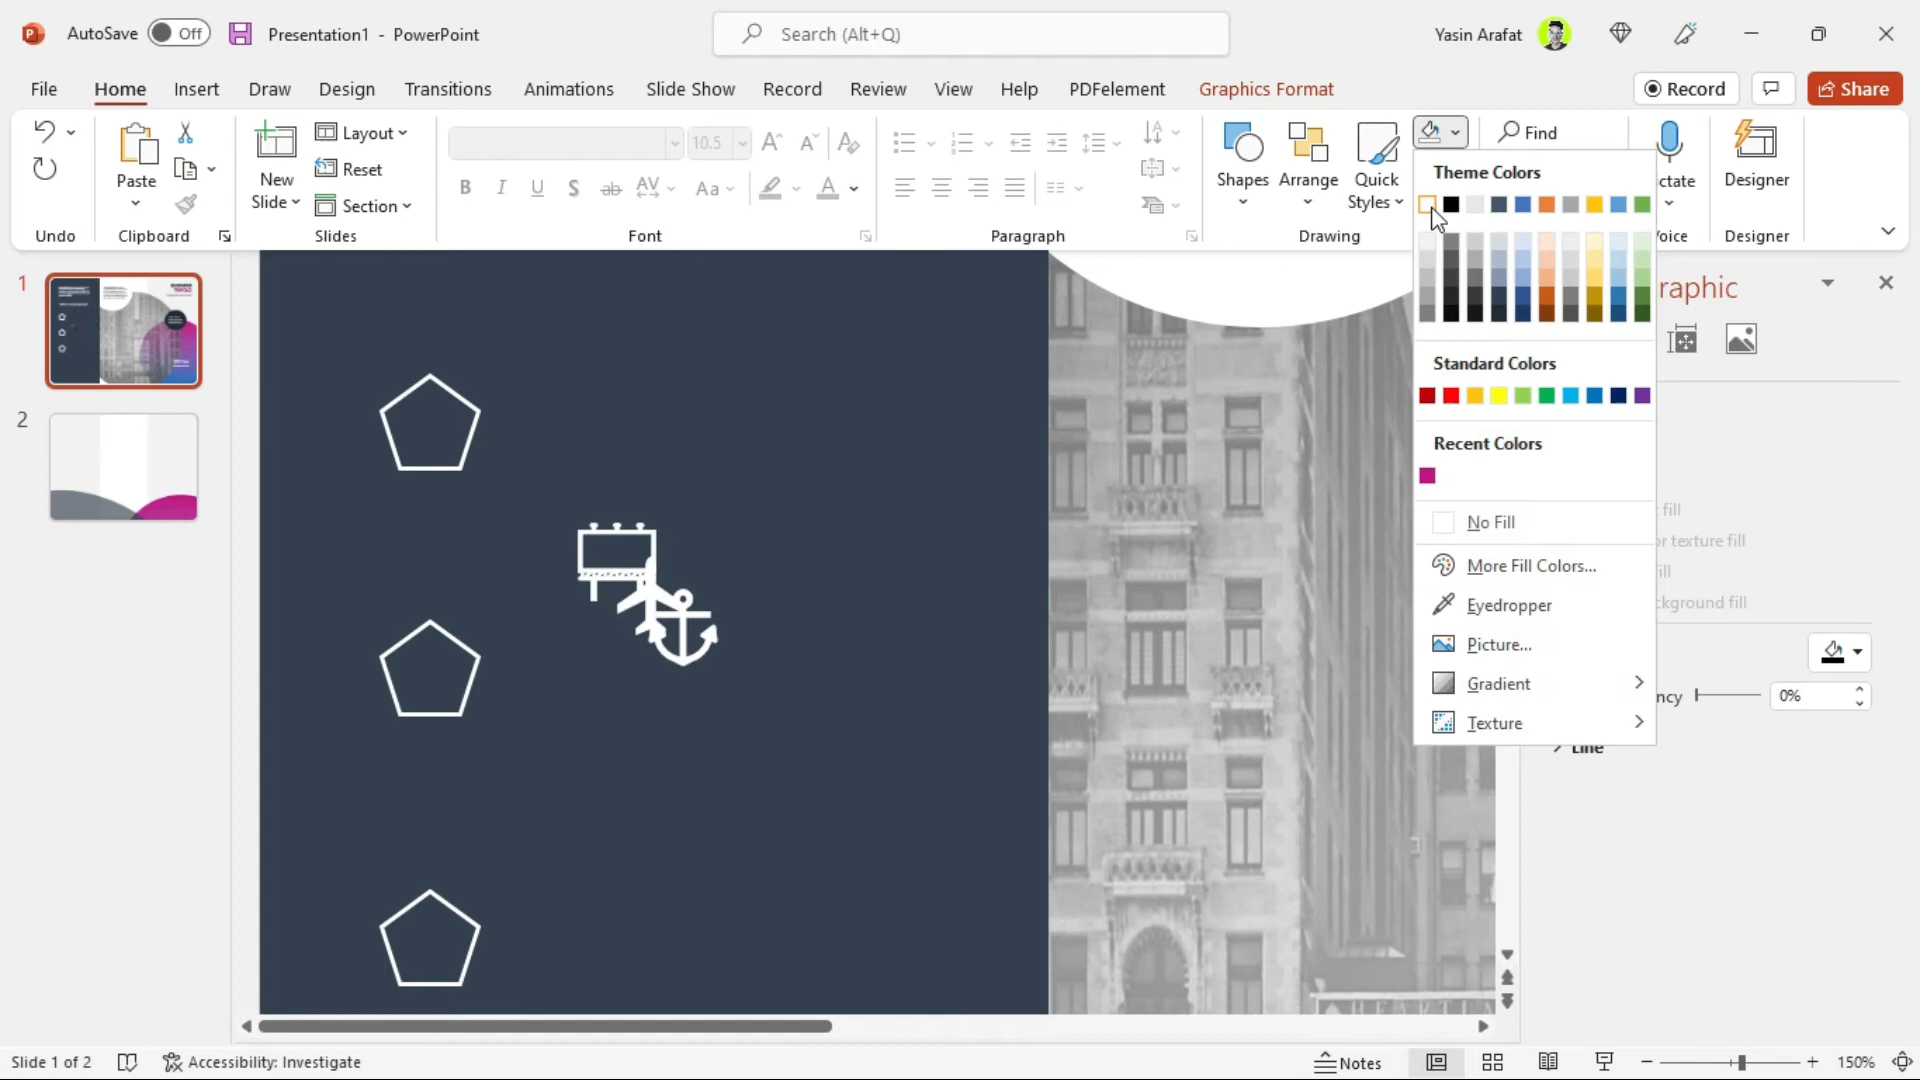 AutoSave Off Presentation1 - PowerPoint Search (Alt+Q) Yasin Arafat
File Home Insert Draw Design Transitions Animations Slide Show Record Review View Help PDFelement Graphics Format Record Share
Paste
New
Slide
Layout
Reset
Section
10.5
Shapes
Arrange
Quick
Styles
Find
ctate
Designer
Undo Clipboard Slides Font Paragraph Drawing oice Designer
Theme Colors
Standard Colors
Recent Colors
No Fill
More Fill Colors...
Eyedropper
Picture...
Gradient
Texture
raphic
fill
or texture fill
fill
kground fill
ncy 0%
Line
1
2
Slide 1 of 2 Accessibility: Investigate Notes 150%